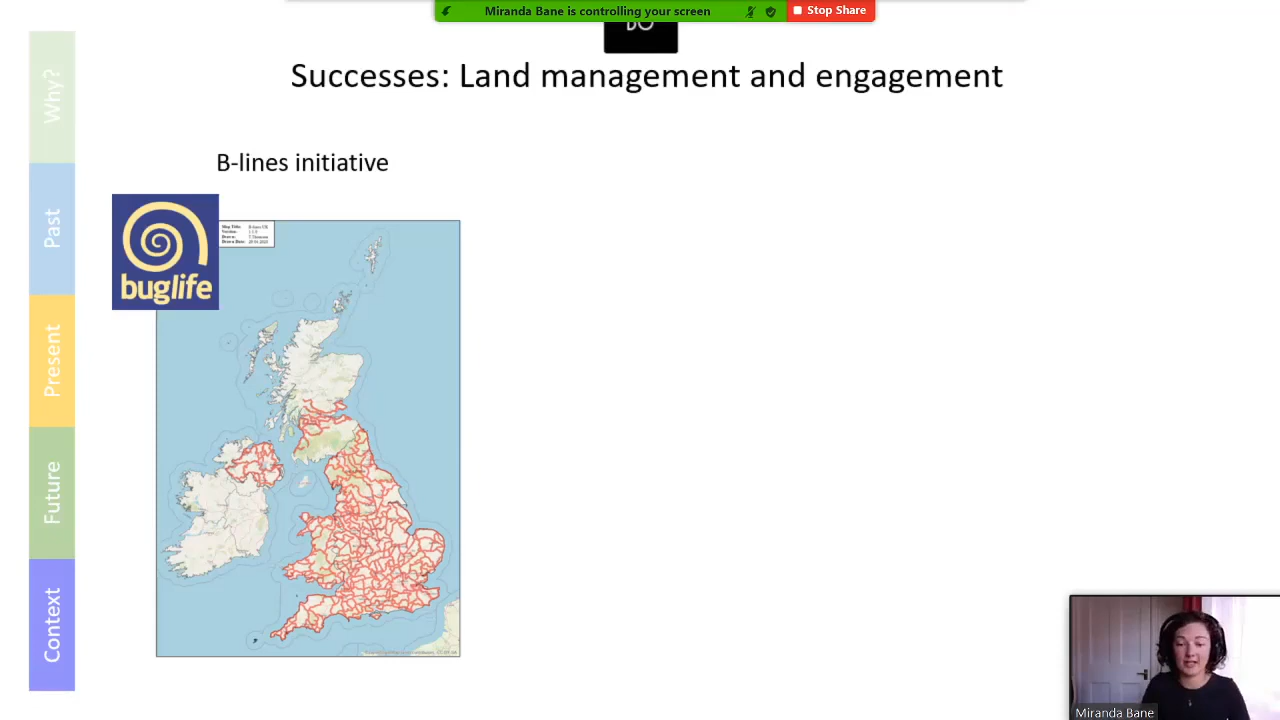 Miranda Bane is controlling your screen
Stop Share
Successes: Land management and engagement
B-lines initiative
buglife
Why?
Past
Present
Future
Context
Miranda Bane